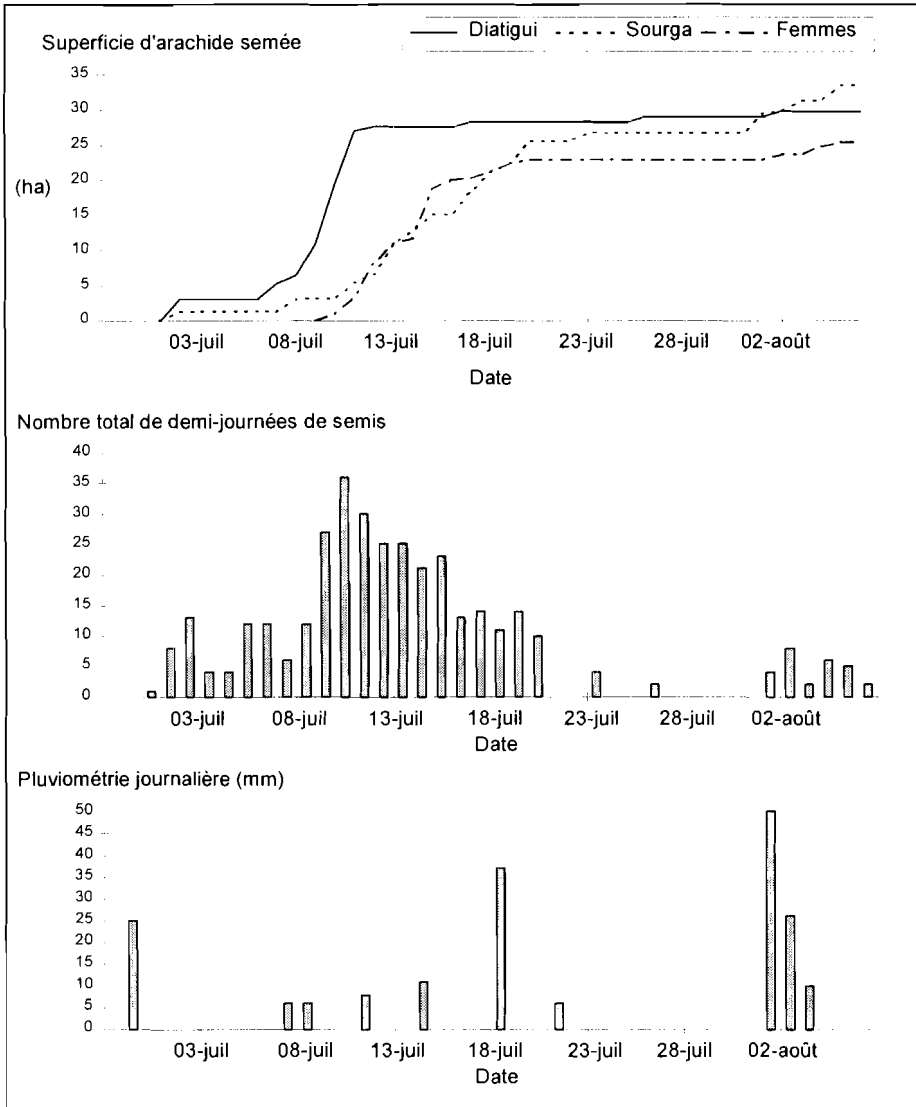 Superficie d'arachide semée
Diatigui Sourga Femmes
35
30
25
(ha)
20
15
10
5
0
03-juil 08-juil 13-juil 18-juil 23-juil 28-juil 02-août
Date
Nombre total de demi-journées de semis
40
35
30
25
20
15
10
5
0
03-juil 08-juil 13-juil 18-juil 23-juil 28-juil 02-août
Date
Pluviométrie journalière (mm)
50
45
40
35
30
25
20
15
10
5
0
03-juil 08-juil 13-juil 18-juil 23-juil 28-juil 02-août
Date